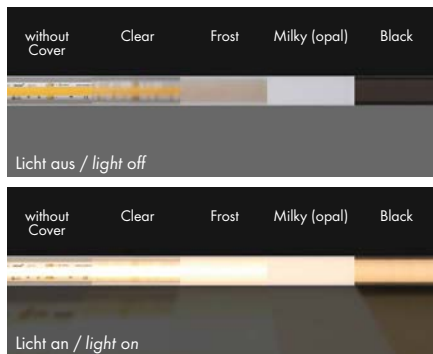 without Cover Clear Frost Milky (opal) Black
Licht aus / light off
without Cover Clear Frost Milky (opal) Black
Licht an / light on